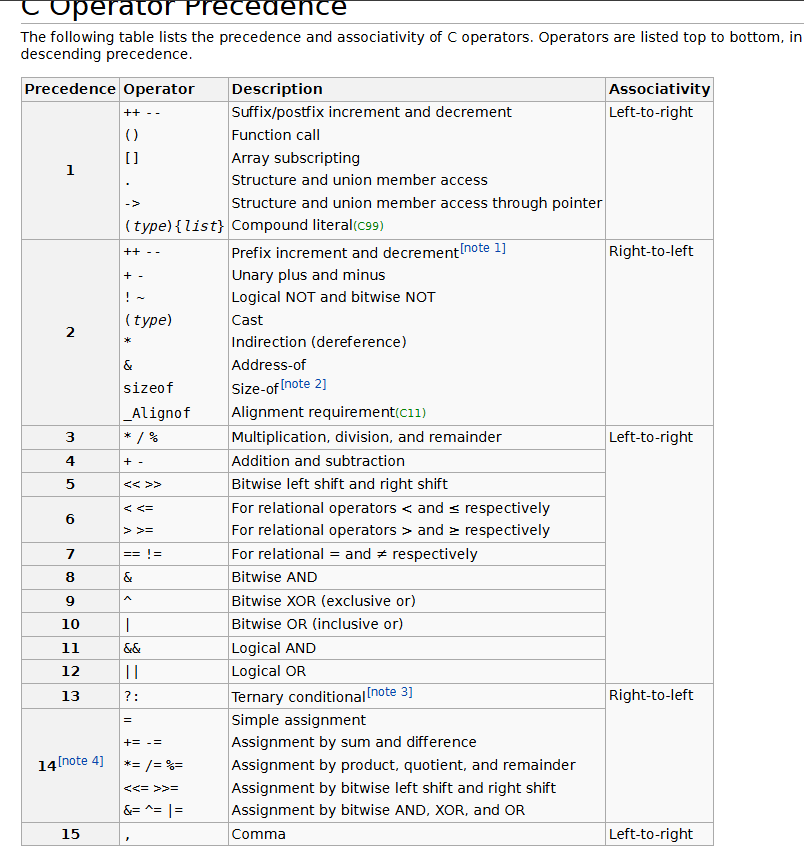 C Operator Precedence
The following table lists the precedence and associativity of C operators. Operators are listed top to bottom, in
descending precedence.
Precedence Operator Description Associativity
1
++ -- Suffix/postfix increment and decrement Left-to-right
() Function call
[] Array subscripting
. Structure and union member access
-> Structure and union member access through pointer
(type){list} Compound literal(C99)
2
++ -- Prefix increment and decrement[note 1] Right-to-left
+ - Unary plus and minus
! ~ Logical NOT and bitwise NOT
(type) Cast
* Indirection (dereference)
& Address-of
sizeof Size-of[note 2]
_Alignof Alignment requirement(C11)
3 * / % Multiplication, division, and remainder Left-to-right
4 + - Addition and subtraction
5 << >> Bitwise left shift and right shift
6
< <= For relational operators < and ≤ respectively
> >= For relational operators > and ≥ respectively
7 == != For relational = and ≠ respectively
8 & Bitwise AND
9 ^ Bitwise XOR (exclusive or)
10 | Bitwise OR (inclusive or)
11 && Logical AND
12 || Logical OR
13 ?: Ternary conditional[note 3] Right-to-left
14[note 4]
= Simple assignment
+= -= Assignment by sum and difference
*= /= %= Assignment by product, quotient, and remainder
<<= >>= Assignment by bitwise left shift and right shift
&= ^= |= Assignment by bitwise AND, XOR, and OR
15 , Comma Left-to-right